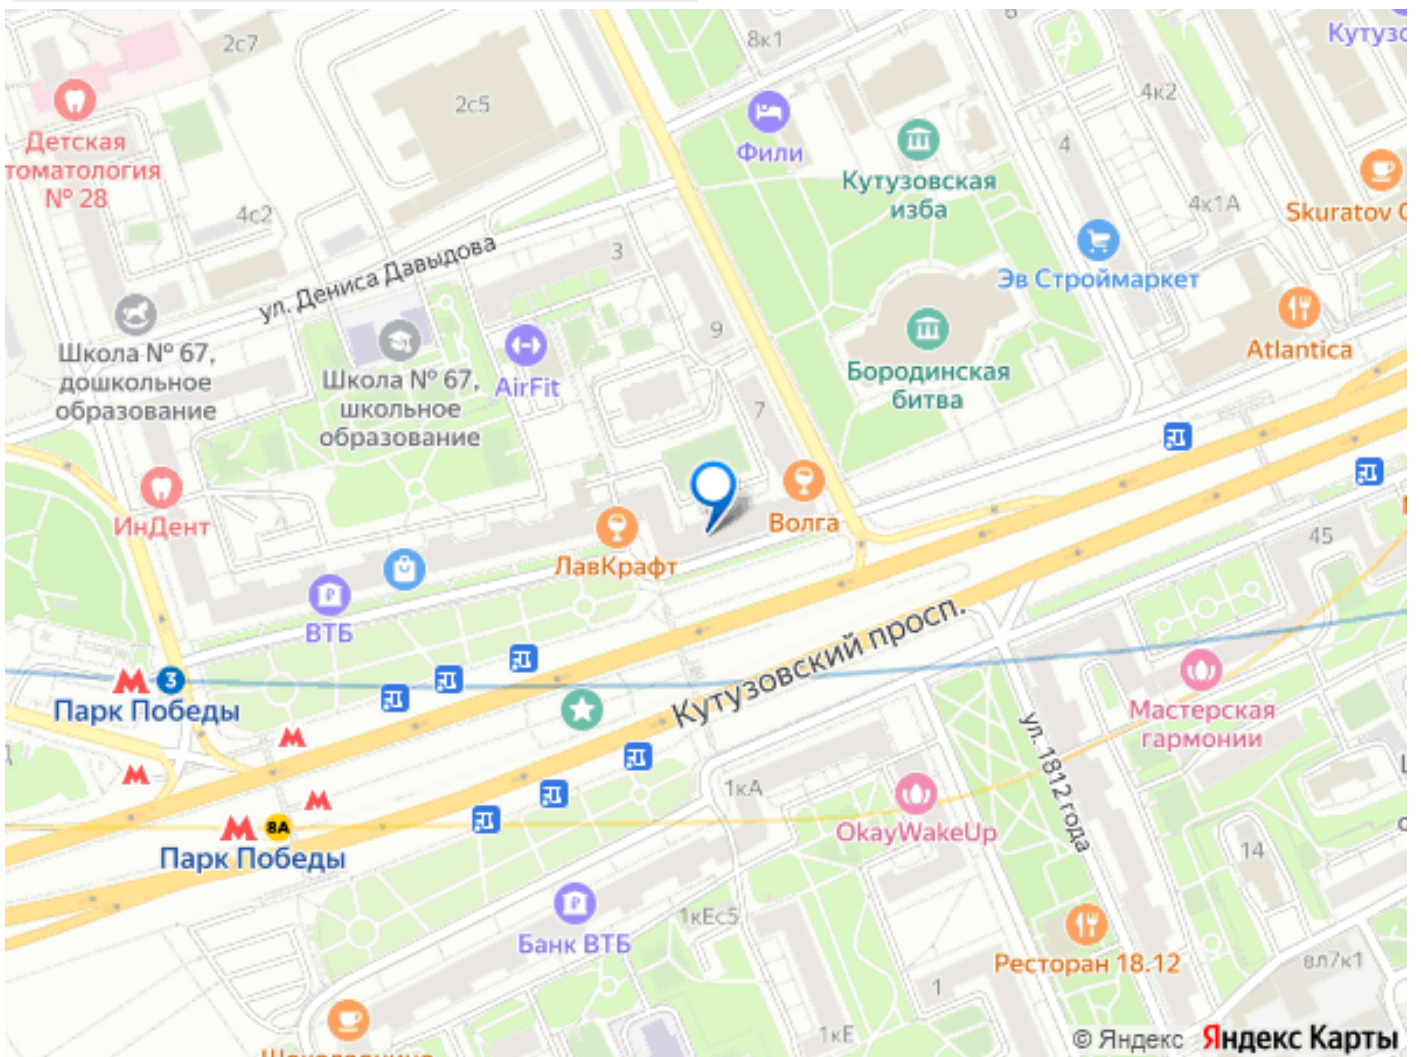 2с7
8к1
6
Кутузо
2с5
4к2
Детская
томатология
№ 28
Фили
4
Кутузовская
изба
4с2
4к1А
Skuratov C
ул. Дениса Давыдова
3
Эв Строймаркет
9
Школа № 67,
дошкольное
образование
Школа № 67,
школьное
образование
AirFit
Бородинская
битва
Atlantica
7
ИнДент
Волга
ЛавКрафт
45
ВТБ
Кутузовский просп.
3
Парк Победы
Мастерская
гармонии
ул. 1812 года
1кА
8А
Парк Победы
OkayWakeUp
14
1кЕс5
Банк ВТБ
Ресторан 18.12
вл7к1
1
1кЕ
© Яндекс Яндекс Карты